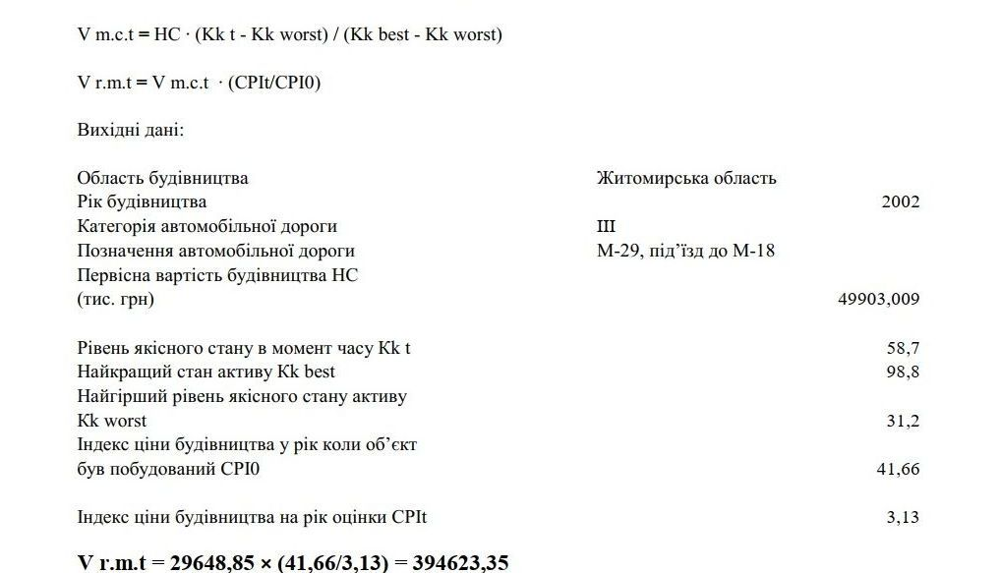 V m.c.t = HC · (Kk t - Kk worst) / (Kk best - Kk worst)
V r.m.t = V m.c.t · (CPIt/CPI0)
Вихідні дані:
Область будівництва Житомирська область
Рік будівництва 2002
Категорія автомобільної дороги III
Позначення автомобільної дороги М-29, під’їзд до М-18
Первісна вартість будівництва НС
(тис. грн) 49903,009
Рівень якісного стану в момент часу Kk t 58,7
Найкращий стан активу Kk best 98,8
Найгірший рівень якісного стану активу
Kk worst 31,2
Індекс ціни будівництва у рік коли об’єкт
був побудований CPI0 41,66
Індекс ціни будівництва на рік оцінки CPIt 3,13
V r.m.t = 29648,85 × (41,66/3,13) = 394623,35